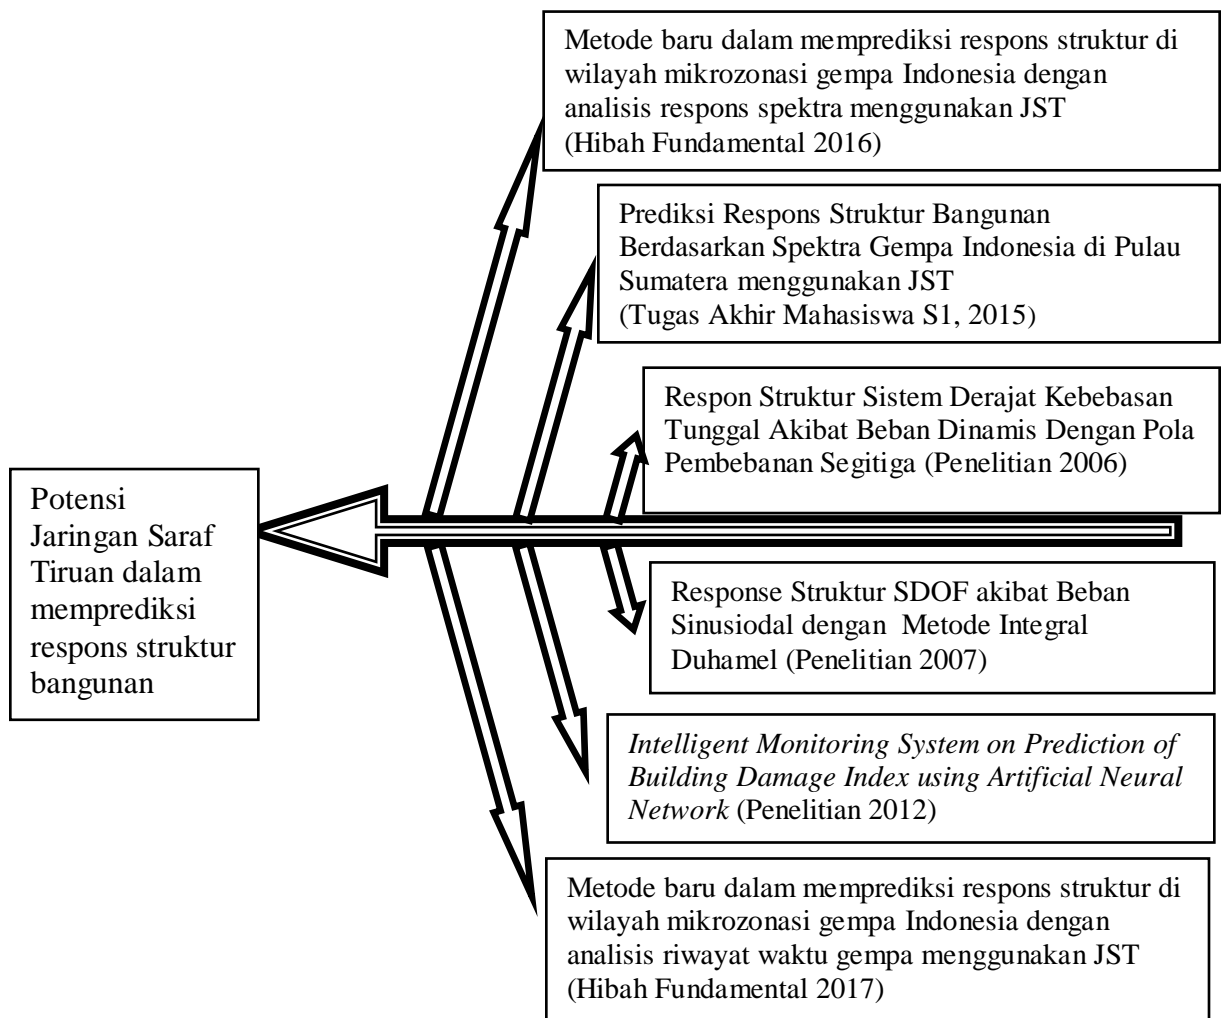 Metode baru dalam memprediksi respons struktur di
wilayah mikrozonasi gempa Indonesia dengan
analisis respons spektra menggunakan JST
(Hibah Fundamental 2016)
Prediksi Respons Struktur Bangunan
Berdasarkan Spektra Gempa Indonesia di Pulau
Sumatera menggunakan JST
(Tugas Akhir Mahasiswa S1, 2015)
Respon Struktur Sistem Derajat Kebebasan
Tunggal Akibat Beban Dinamis Dengan Pola
Pembebanan Segitiga (Penelitian 2006)
Potensi
Jaringan Saraf
Tiruan dalam
memprediksi
respons struktur
bangunan
Response Struktur SDOF akibat Beban
Sinusiodal dengan Metode Integral
Duhamel (Penelitian 2007)
Intelligent Monitoring System on Prediction of
Building Damage Index using Artificial Neural
Network (Penelitian 2012)
Metode baru dalam memprediksi respons struktur di
wilayah mikrozonasi gempa Indonesia dengan
analisis riwayat waktu gempa menggunakan JST
(Hibah Fundamental 2017)